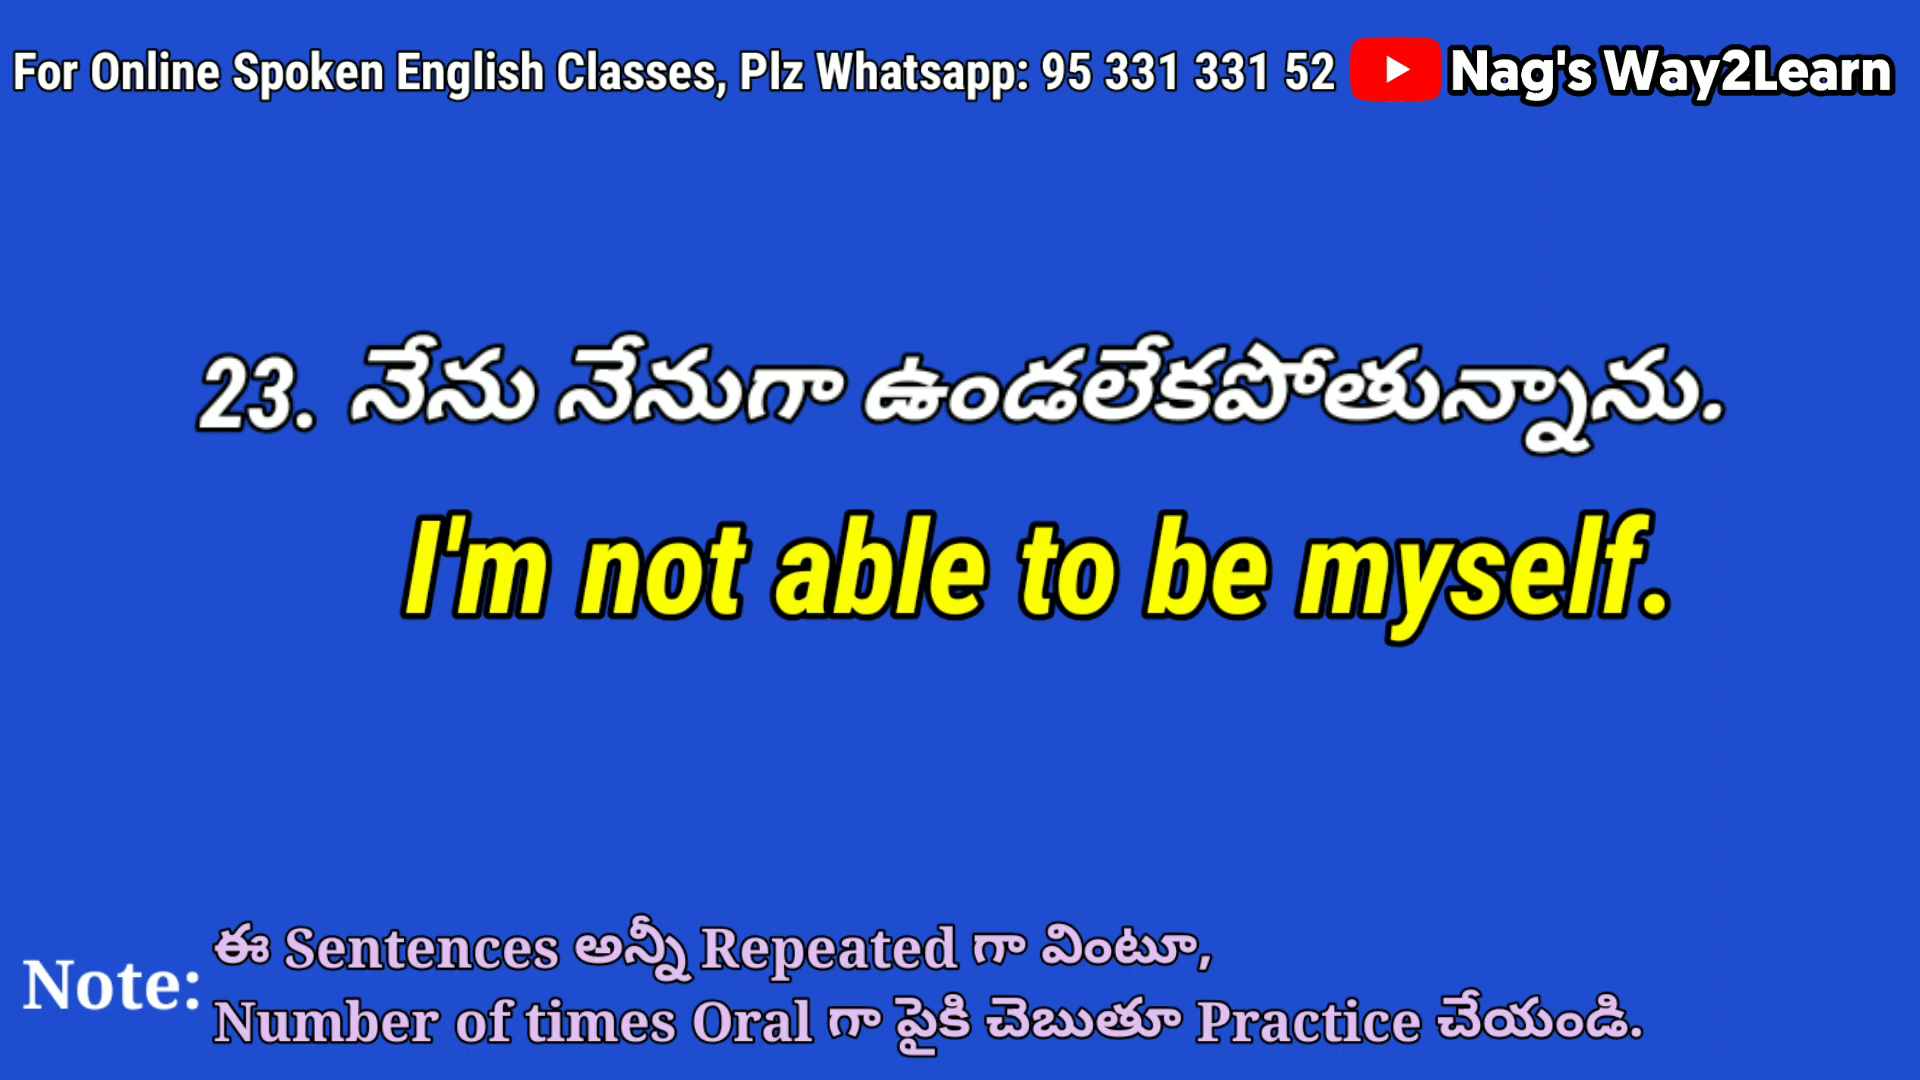 For Online Spoken English Classes, Plz Whatsapp: 95 331 331 52 Nag's Way2Learn
23. నేను నేనుగా ఉండలేకపోతున్నాను.
I'm not able to be myself.
Note: ఈ Sentences అన్నీ Repeated గా వింటూ,
Number of times Oral గా పైకి చెబుతూ Practice చేయండి.